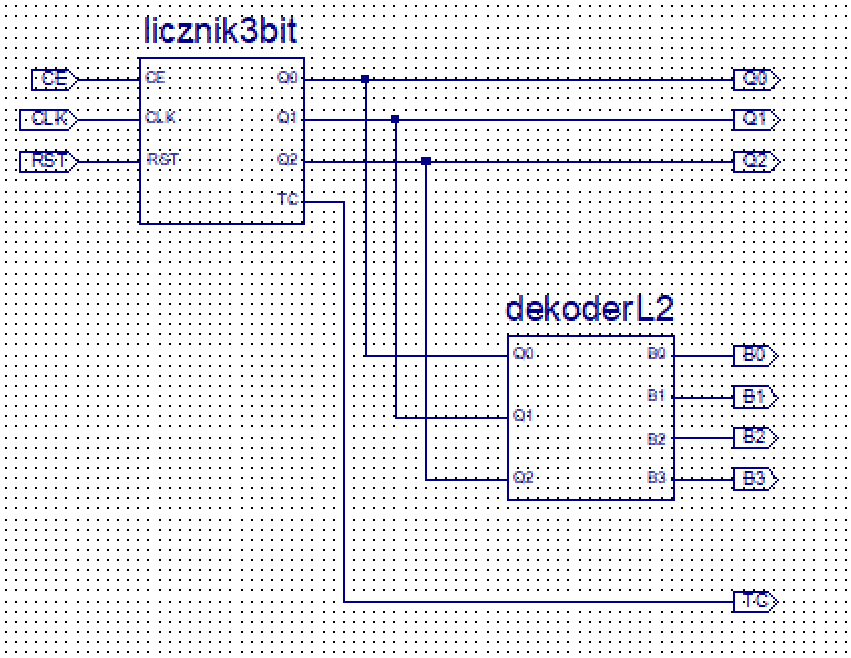 licznik3bit
CE CE Q0 Q0
CLK CLK Q1 Q1
RST RST Q2 Q2
TC
dekoderL2
Q0 B0 B0
B1 B1
Q1
B2 B2
Q2 B3 B3
TC